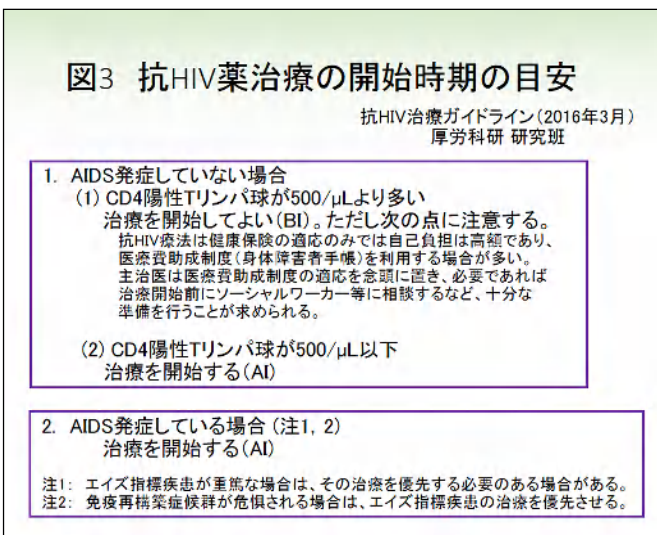 図3 抗HIV薬治療の開始時期の目安
抗HIV治療ガイドライン(2016年3月)
厚労科研 研究班
1. AIDS発症していない場合
(1) CD4陽性Tリンパ球が500/μLより多い
治療を開始してよい(BI)。ただし次の点に注意する。
抗HIV療法は健康保険の適応のみでは自己負担は高額であり、
医療費助成制度(身体障害者手帳)を利用する場合が多い。
主治医は医療費助成制度の適応を念頭に置き、必要であれば
治療開始前にソーシャルワーカー等に相談するなど、十分な
準備を行うことが求められる。
(2) CD4陽性Tリンパ球が500/μL以下
治療を開始する(AI)
2. AIDS発症している場合(注1, 2)
治療を開始する(AI)
注1: エイズ指標疾患が重篤な場合は、その治療を優先する必要のある場合がある。
注2: 免疫再構築症候群が危惧される場合は、エイズ指標疾患の治療を優先させる。